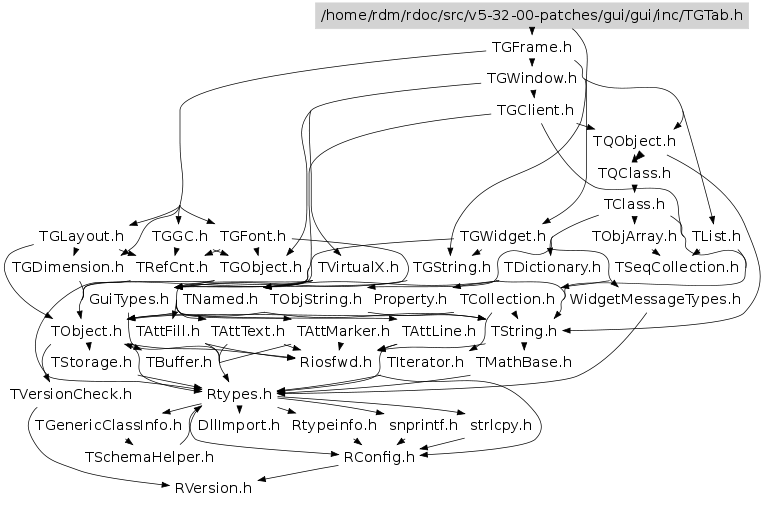 /home/rdm/rdoc/src/v5-32-00-patches/gui/gui/inc/TGTab.h
TGFrame.h
TGWindow.h
TGClient.h
TQObject.h
TQClass.h
TClass.h
TGLayout.h TGGC.h TGFont.h TGWidget.h TObjArray.h TList.h
TGDimension.h TRefCnt.h TGObject.h TVirtualX.h TGString.h TDictionary.h TSeqCollection.h
GuiTypes.h TNamed.h TObjString.h Property.h TCollection.h WidgetMessageTypes.h
TObject.h TAttFill.h TAttText.h TAttMarker.h TAttLine.h TString.h
TStorage.h TBuffer.h Riosfwd.h TIterator.h TMathBase.h
TVersionCheck.h Rtypes.h
TGenericClassInfo.h DllImport.h Rtypeinfo.h snprintf.h strlcpy.h
TSchemaHelper.h RConfig.h
RVersion.h